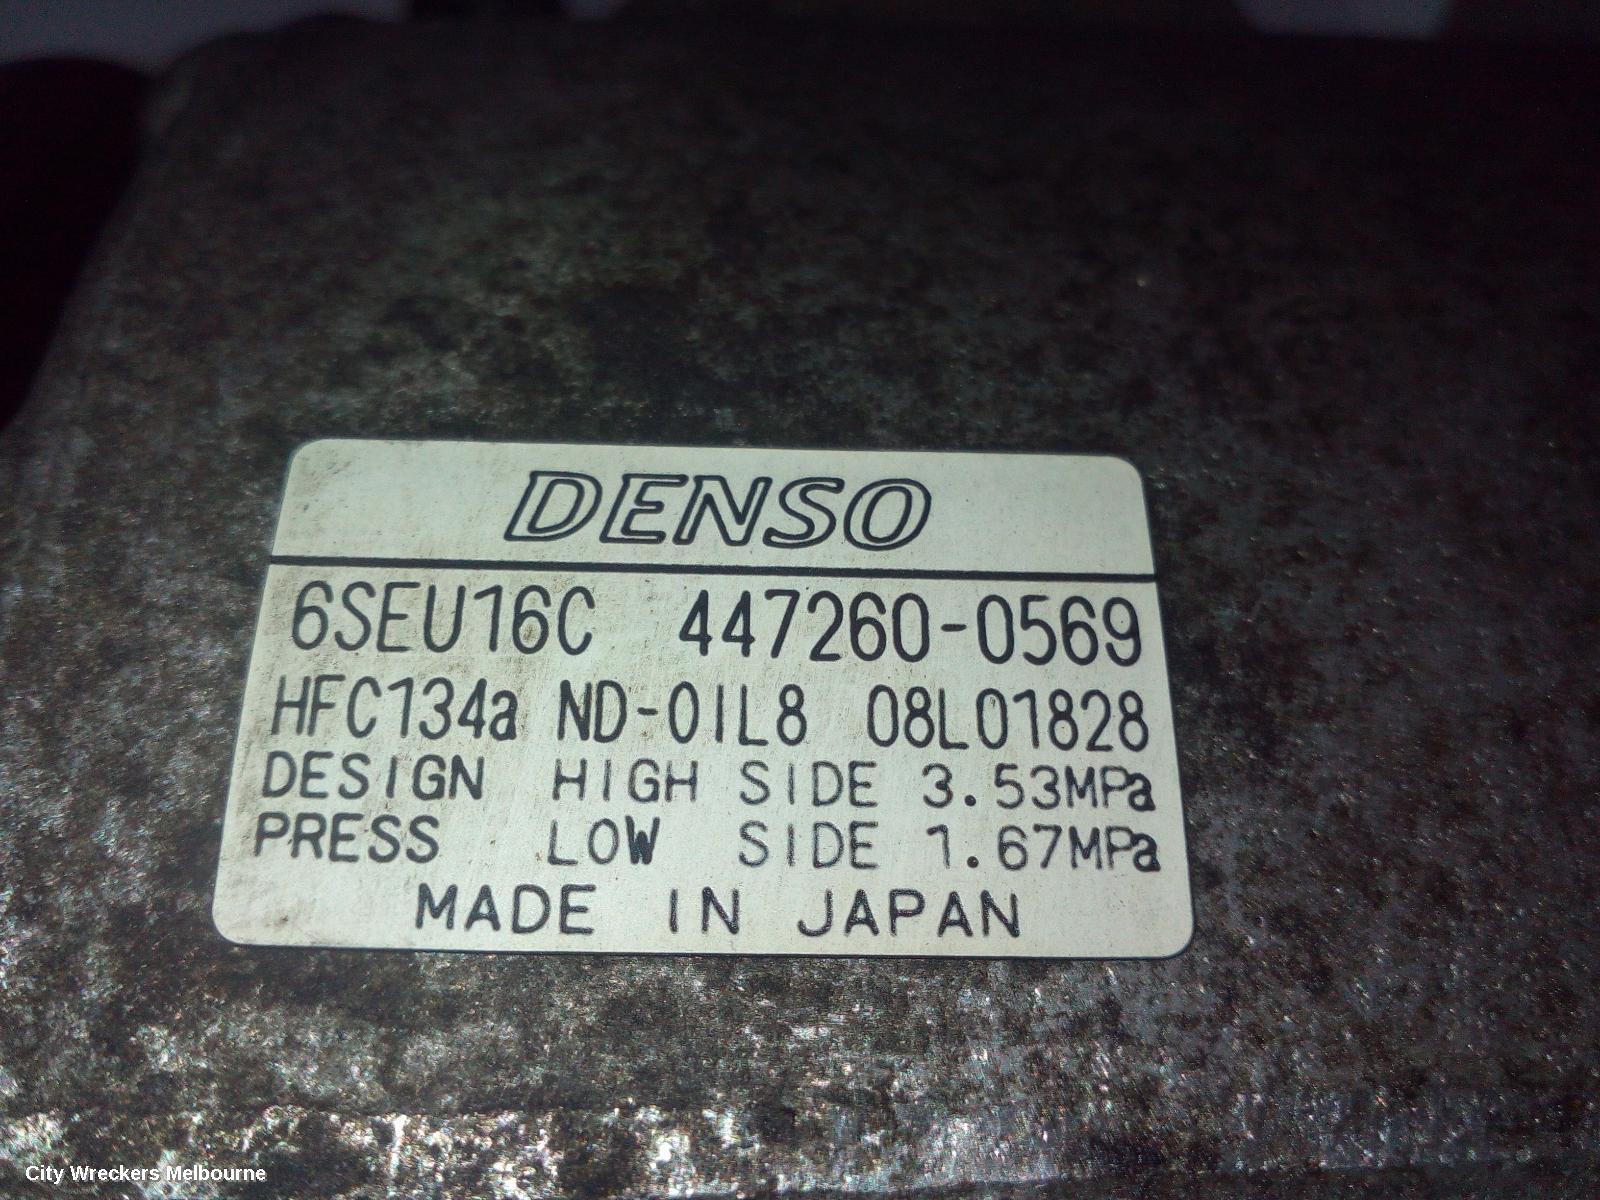 DENSO
6SEU16C 447260-0569
HFC134a ND-OIL8 08L01828
DESIGN HIGH SIDE 3.53MPa
PRESS LOW SIDE 1.67MPa
MADE IN JAPAN
City Wreckers Melbourne